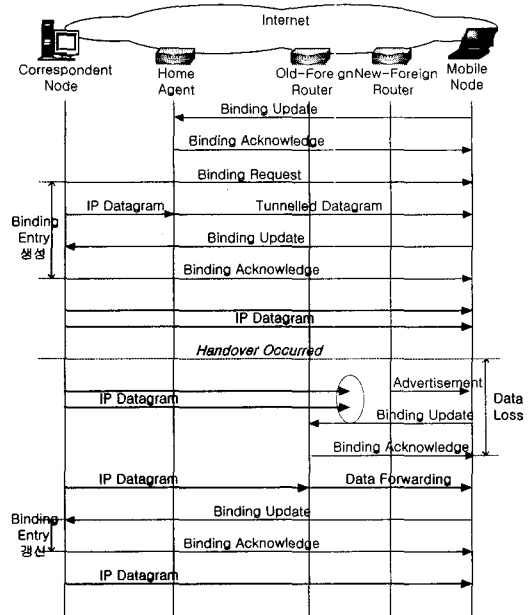 Internet
Correspondent
Node
Home
Agent
Old-Foreign
Router
New-Foreign
Router
Mobile
Node
Binding Update
Binding Acknowledge
Binding Request
IP Datagram
Tunnelled Datagram
Binding
Entry
생성
Binding Update
Binding Acknowledge
IP Datagram
Handover Occurred
Advertisement
IP Datagram
Data
Loss
Binding Update
Binding Acknowledge
IP Datagram
Data Forwarding
Binding
Entry
갱신
Binding Update
Binding Acknowledge
IP Datagram